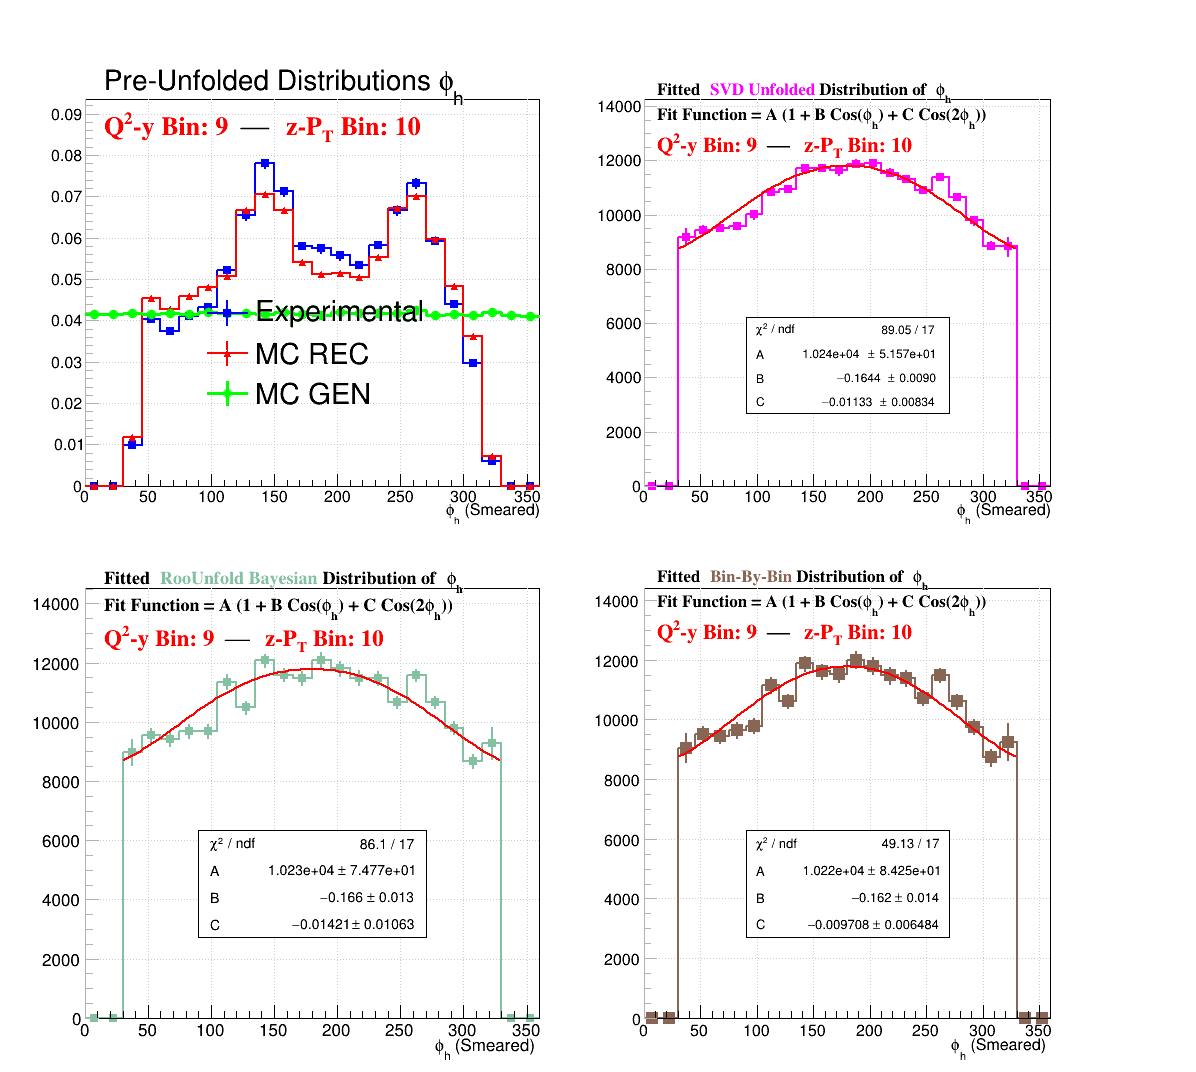 Pre-Unfolded Distributions ϕh
Q²-y Bin: 9 — z-PT Bin: 10
0.09
0.08
0.07
0.06
0.05
0.04
0.03
0.02
0.01
0
Experimental
MC REC
MC GEN
0 50 100 150 200 250 300 350
ϕh (Smeared)
Fitted SVD Unfolded Distribution of ϕh
Fit Function = A (1 + B Cos(ϕh) + C Cos(2ϕh))
Q²-y Bin: 9 — z-PT Bin: 10
14000
12000
10000
8000
6000
4000
2000
0
χ² / ndf 89.05 / 17
A 1.024e+04 ± 5.157e+01
B −0.1644 ± 0.0090
C −0.01133 ± 0.00834
0 50 100 150 200 250 300 350
ϕh (Smeared)
Fitted RooUnfold Bayesian Distribution of ϕh
Fit Function = A (1 + B Cos(ϕh) + C Cos(2ϕh))
Q²-y Bin: 9 — z-PT Bin: 10
14000
12000
10000
8000
6000
4000
2000
0
χ² / ndf 86.1 / 17
A 1.023e+04 ± 7.477e+01
B −0.166 ± 0.013
C −0.01421 ± 0.01063
0 50 100 150 200 250 300 350
ϕh (Smeared)
Fitted Bin-By-Bin Distribution of ϕh
Fit Function = A (1 + B Cos(ϕh) + C Cos(2ϕh))
Q²-y Bin: 9 — z-PT Bin: 10
14000
12000
10000
8000
6000
4000
2000
0
χ² / ndf 49.13 / 17
A 1.022e+04 ± 8.425e+01
B −0.162 ± 0.014
C −0.009708 ± 0.006484
0 50 100 150 200 250 300 350
ϕh (Smeared)